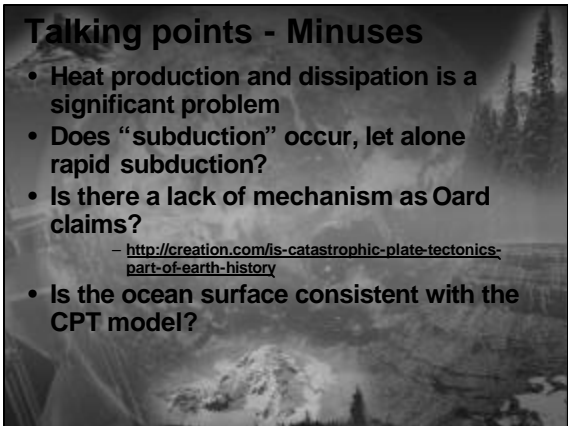 Talking points - Minuses
• Heat production and dissipation is a
significant problem
• Does “subduction” occur, let alone
rapid subduction?
• Is there a lack of mechanism as Oard
claims?
– http://creation.com/is-catastrophic-plate-tectonics-
part-of-earth-history
• Is the ocean surface consistent with the
CPT model?